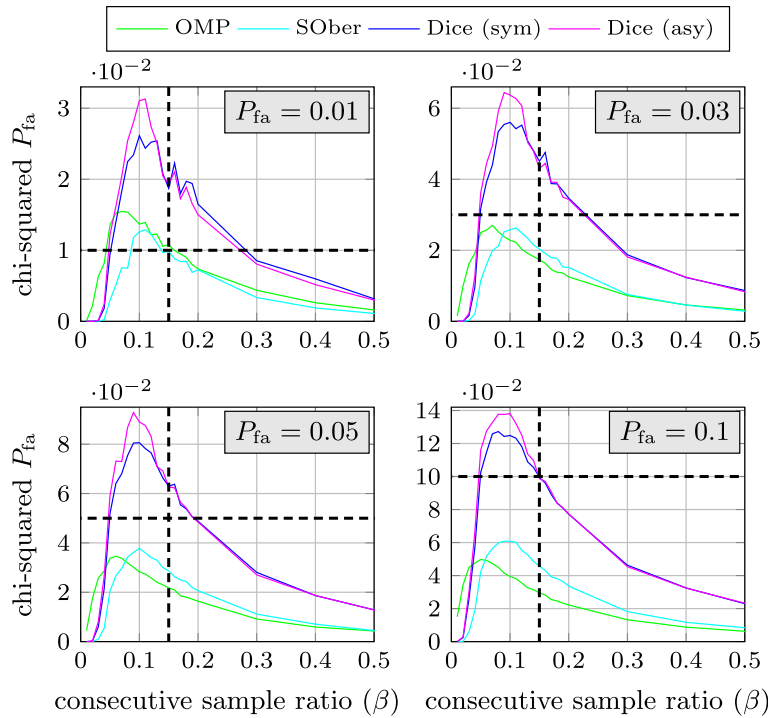 OMP SOber Dice (sym) Dice (asy)
·10⁻² ·10⁻²
chi-squared P_fa
3
2
1
0
P_fa = 0.01
0 0.1 0.2 0.3 0.4 0.5
6
4
2
0
P_fa = 0.03
0 0.1 0.2 0.3 0.4 0.5
·10⁻² ·10⁻²
chi-squared P_fa
8
6
4
2
0
P_fa = 0.05
0 0.1 0.2 0.3 0.4 0.5
14
12
10
8
6
4
2
0
P_fa = 0.1
0 0.1 0.2 0.3 0.4 0.5
consecutive sample ratio (β) consecutive sample ratio (β)